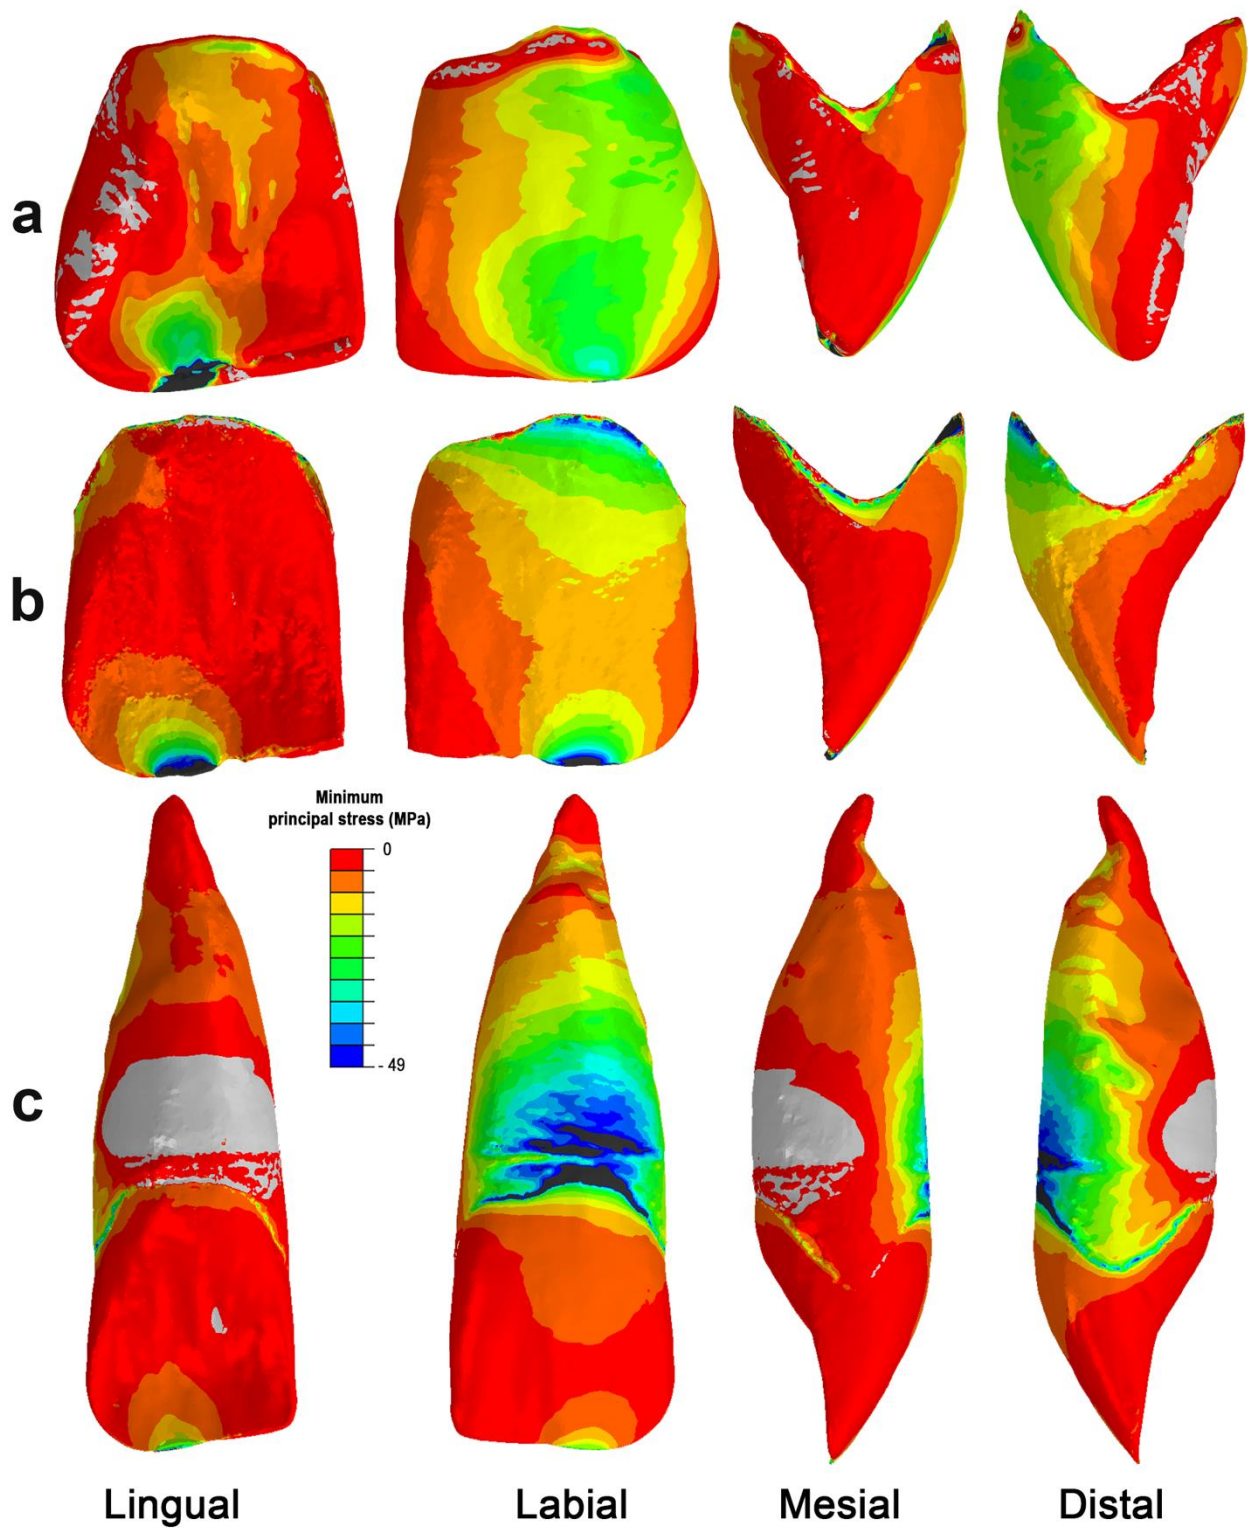 a
b
Minimum
principal stress (MPa)
0
- 49
c
Lingual Labial Mesial Distal